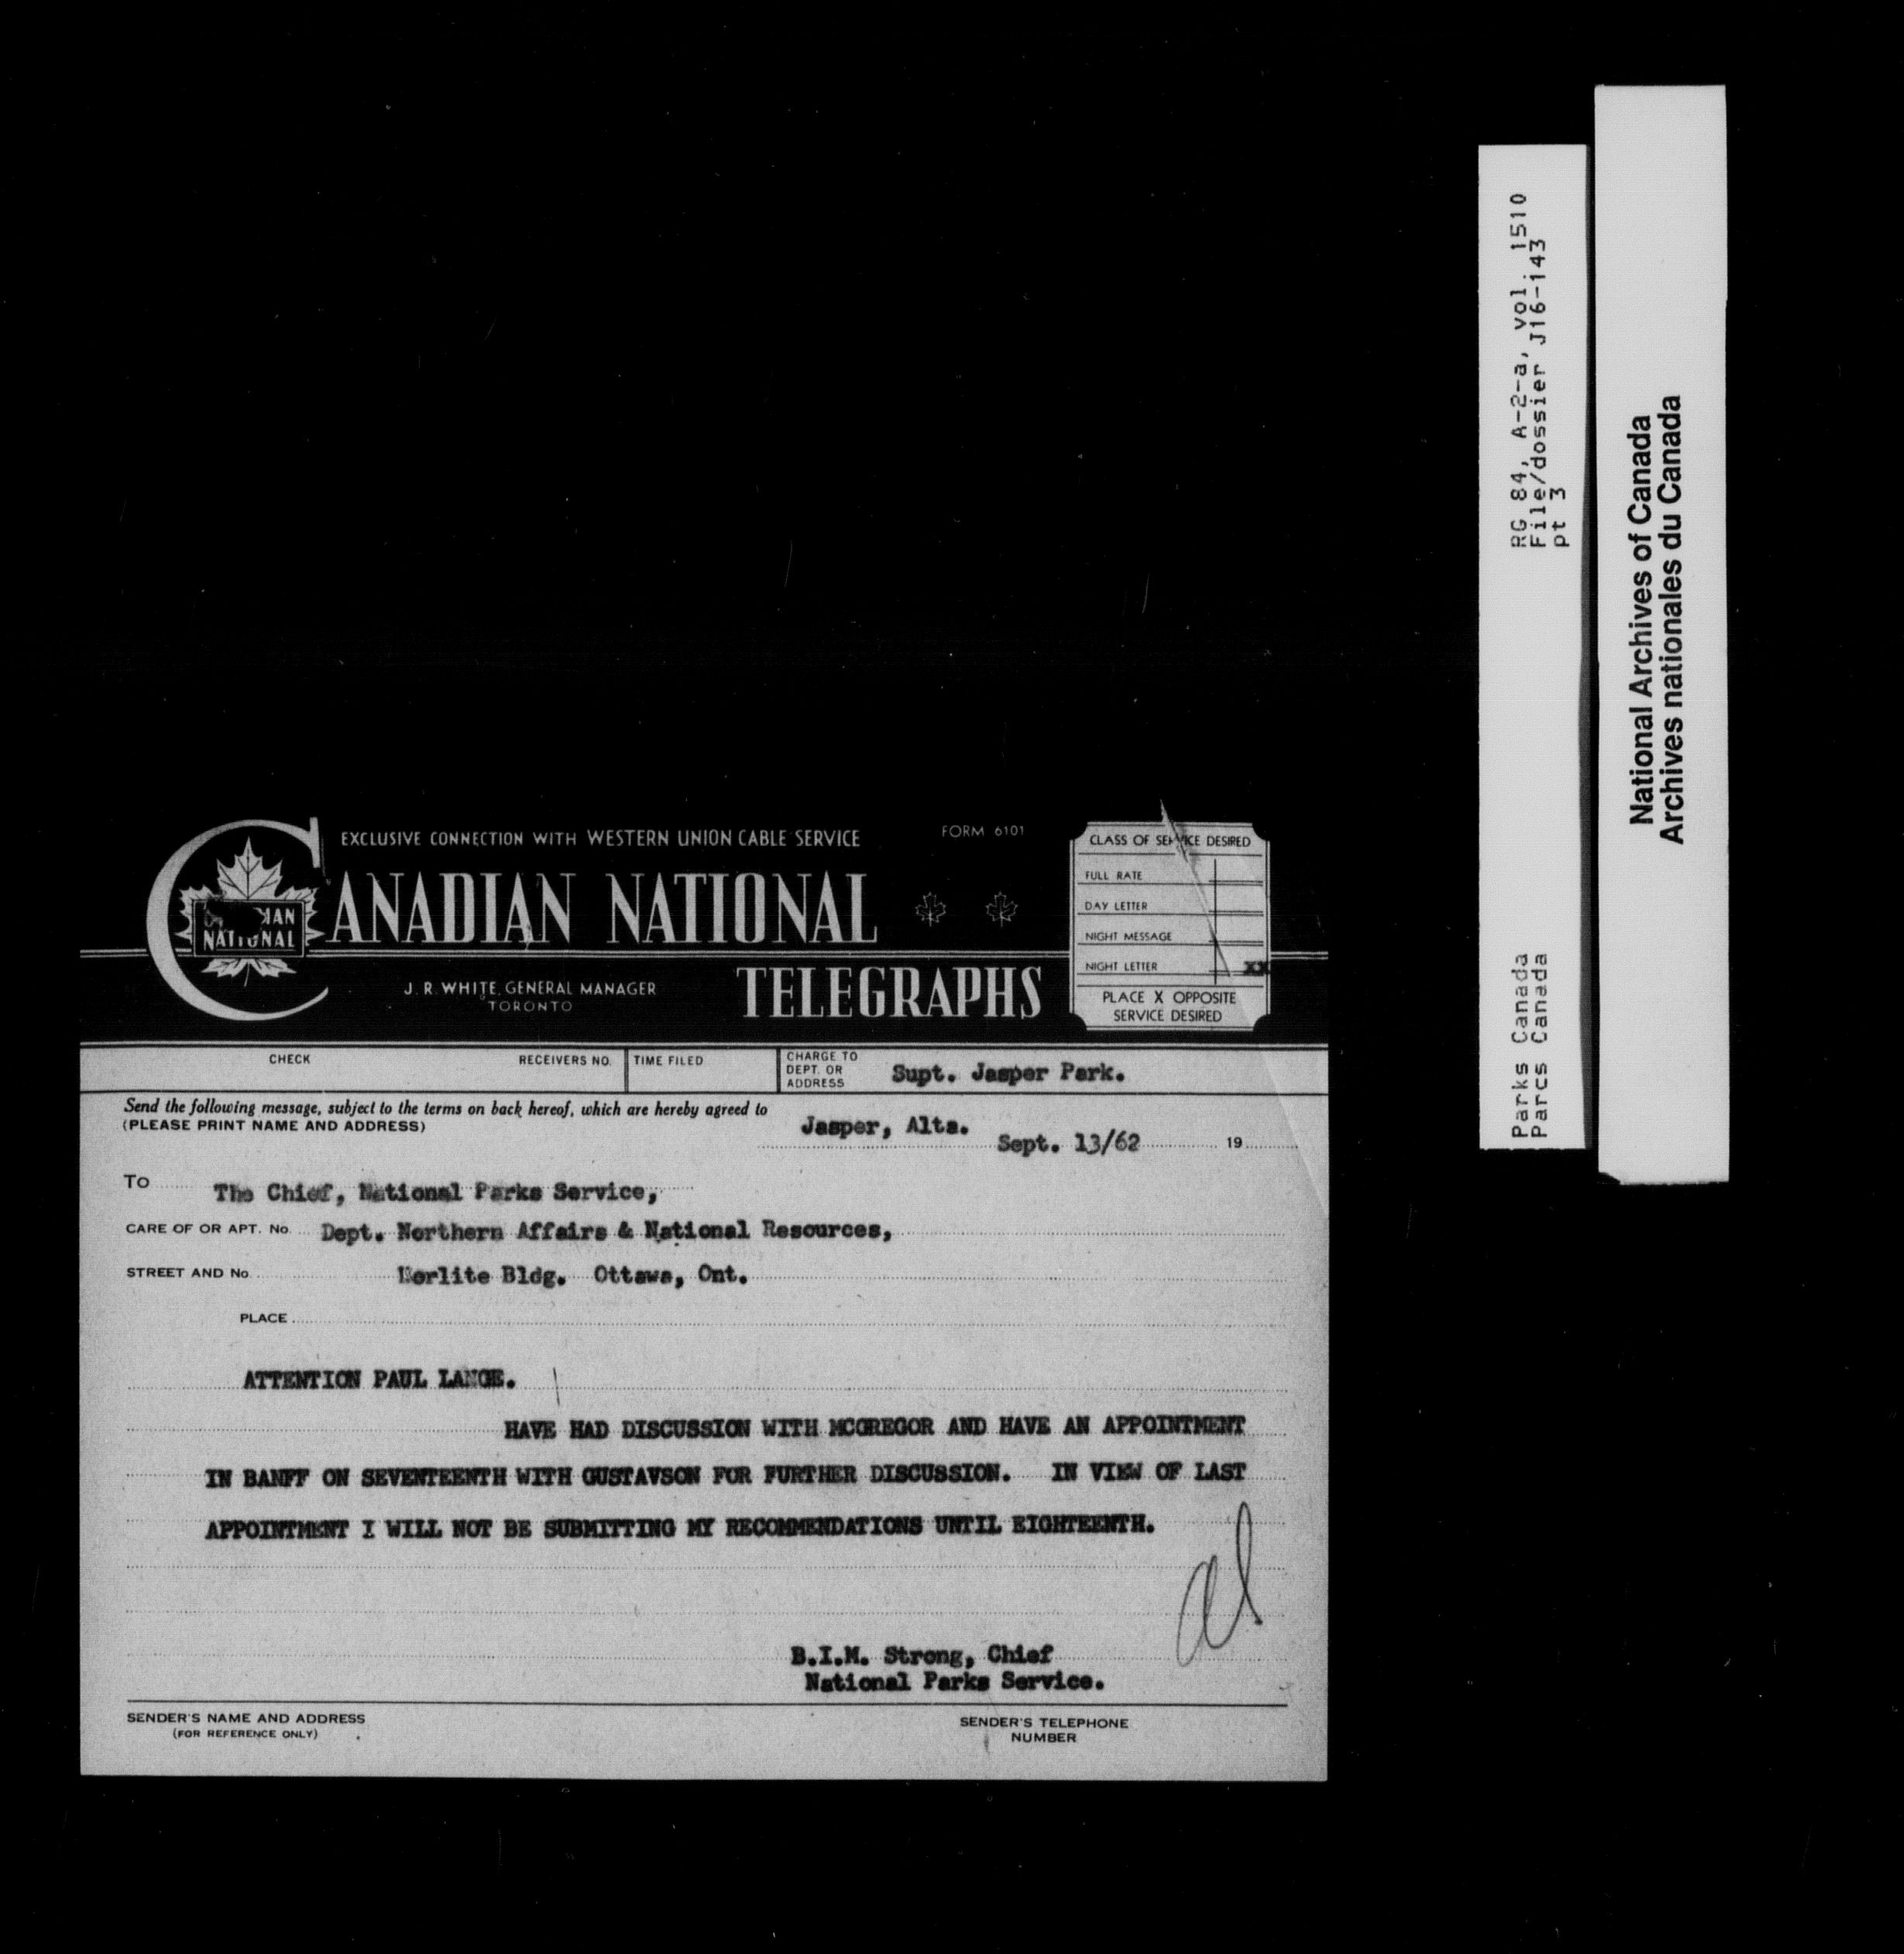 EXCLUSIVE CONNECTION WITH WESTERN UNION CABLE SERVICE
FORM 6101
CANADIAN NATIONAL
NATIONAL
TELEGRAPHS
J. R. WHITE, GENERAL MANAGER
TORONTO
CLASS OF SERVICE DESIRED
FULL RATE
DAY LETTER
NIGHT MESSAGE
NIGHT LETTER XX
PLACE X OPPOSITE
SERVICE DESIRED
CHECK
RECEIVERS NO.
TIME FILED
CHARGE TO
DEPT. OR
ADDRESS
Supt. Jasper Park.
Send the following message, subject to the terms on back hereof, which are hereby agreed to
(PLEASE PRINT NAME AND ADDRESS)
Jasper, Alta.
Sept. 13/62 19
TO The Chief, National Parks Service,
CARE OF OR APT. No. Dept. Northern Affairs & National Resources,
STREET AND No. Norlite Bldg. Ottawa, Ont.
PLACE
ATTENTION PAUL LANGE.
HAVE HAD DISCUSSION WITH MCGREGOR AND HAVE AN APPOINTMENT
IN BANFF ON SEVENTEENTH WITH GUSTAVSON FOR FURTHER DISCUSSION. IN VIEW OF LAST
APPOINTMENT I WILL NOT BE SUBMITTING MY RECOMMENDATIONS UNTIL EIGHTEENTH.
B.I.M. Strong, Chief
National Parks Service.
SENDER'S NAME AND ADDRESS
(FOR REFERENCE ONLY)
SENDER'S TELEPHONE
NUMBER
RG 84, A-2-a, vol. 1510
File/dossier J16-143
pt 3
Parks Canada
Parcs Canada
National Archives of Canada
Archives nationales du Canada